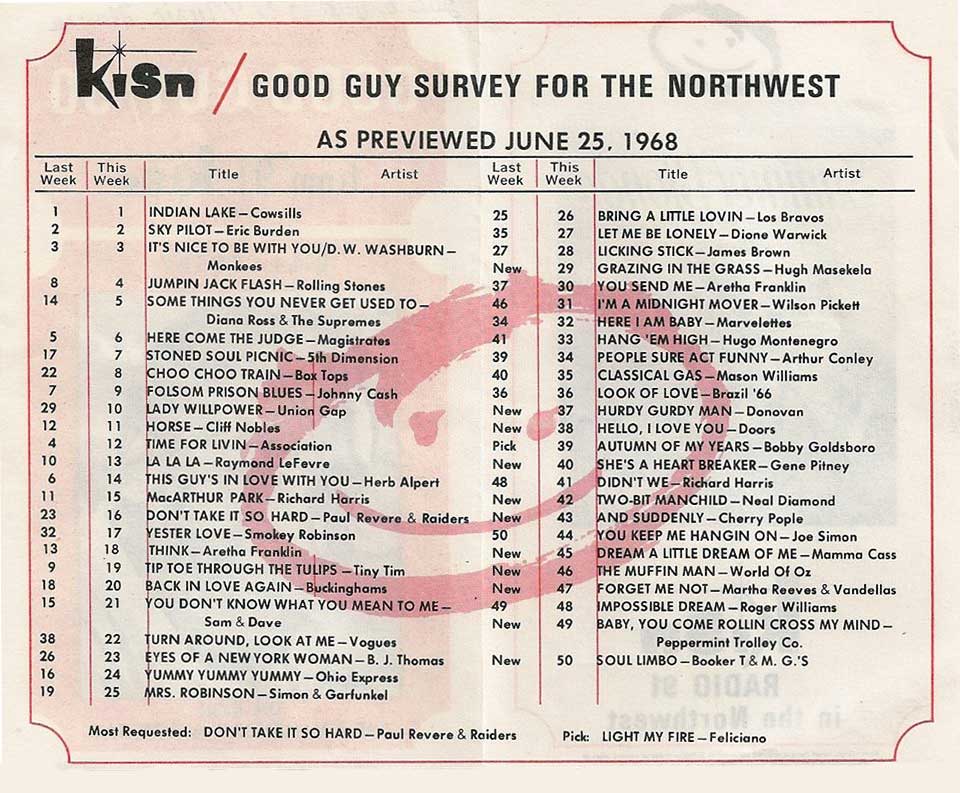 kisn / GOOD GUY SURVEY FOR THE NORTHWEST
AS PREVIEWED JUNE 25, 1968
Last Week This Week Title Artist
1 1 INDIAN LAKE—Cowsills
2 2 SKY PILOT—Eric Burden
3 3 IT'S NICE TO BE WITH YOU/D. W. WASHBURN—
Monkees
8 4 JUMPIN JACK FLASH—Rolling Stones
14 5 SOME THINGS YOU NEVER GET USED TO—
Diana Ross & The Supremes
5 6 HERE COME THE JUDGE—Magistrates
17 7 STONED SOUL PICNIC—5th Dimension
22 8 CHOO CHOO TRAIN—Box Tops
7 9 FOLSOM PRISON BLUES—Johnny Cash
29 10 LADY WILLPOWER—Union Gap
12 11 HORSE—Cliff Nobles
4 12 TIME FOR LIVIN—Association
10 13 LA LA LA—Raymond LeFevre
6 14 THIS GUY'S IN LOVE WITH YOU—Herb Alpert
11 15 MacARTHUR PARK—Richard Harris
23 16 DON'T TAKE IT SO HARD—Paul Revere & Raiders
32 17 YESTER LOVE—Smokey Robinson
13 18 THINK—Aretha Franklin
9 19 TIP TOE THROUGH THE TULIPS—Tiny Tim
18 20 BACK IN LOVE AGAIN—Buckinghams
15 21 YOU DON'T KNOW WHAT YOU MEAN TO ME—
Sam & Dave
38 22 TURN AROUND, LOOK AT ME—Vogues
26 23 EYES OF A NEW YORK WOMAN—B. J. Thomas
16 24 YUMMY YUMMY YUMMY—Ohio Express
19 25 MRS. ROBINSON—Simon & Garfunkel
Last Week This Week Title Artist
25 26 BRING A LITTLE LOVIN—Los Bravos
35 27 LET ME BE LONELY—Dione Warwick
27 28 LICKING STICK—James Brown
New 29 GRAZING IN THE GRASS—Hugh Masekela
37 30 YOU SEND ME—Aretha Franklin
46 31 I'M A MIDNIGHT MOVER—Wilson Pickett
34 32 HERE I AM BABY—Marvelettes
41 33 HANG 'EM HIGH—Hugo Montenegro
39 34 PEOPLE SURE ACT FUNNY—Arthur Conley
40 35 CLASSICAL GAS—Mason Williams
36 36 LOOK OF LOVE—Brazil '66
New 37 HURDY GURDY MAN—Donovan
New 38 HELLO, I LOVE YOU—Doors
Pick 39 AUTUMN OF MY YEARS—Bobby Goldsboro
New 40 SHE'S A HEART BREAKER—Gene Pitney
48 41 DIDN'T WE—Richard Harris
New 42 TWO-BIT MANCHILD—Neal Diamond
New 43 AND SUDDENLY—Cherry Pople
50 44 YOU KEEP ME HANGIN ON—Joe Simon
New 45 DREAM A LITTLE DREAM OF ME—Mamma Cass
New 46 THE MUFFIN MAN—World Of Oz
New 47 FORGET ME NOT—Martha Reeves & Vandellas
49 48 IMPOSSIBLE DREAM—Roger Williams
New 49 BABY, YOU COME ROLLIN CROSS MY MIND—
Peppermint Trolley Co.
New 50 SOUL LIMBO—Booker T & M. G.'S
Most Requested: DON'T TAKE IT SO HARD—Paul Revere & Raiders
Pick: LIGHT MY FIRE—Feliciano
RADIO 91
in the Northwest